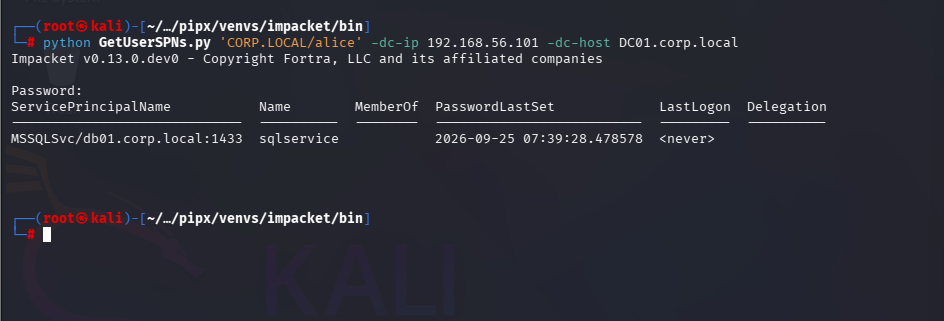 ┌──(root㉿kali)-[~/…/pipx/venvs/impacket/bin]
└─# python GetUserSPNs.py 'CORP.LOCAL/alice' -dc-ip 192.168.56.101 -dc-host DC01.corp.local
Impacket v0.13.0.dev0 - Copyright Fortra, LLC and its affiliated companies

Password:
ServicePrincipalName           Name        MemberOf  PasswordLastSet             LastLogon  Delegation
-----------------------------  ----------  --------  --------------------------  ---------  ----------
MSSQLSvc/db01.corp.local:1433  sqlservice            2026-09-25 07:39:28.478578  <never>

┌──(root㉿kali)-[~/…/pipx/venvs/impacket/bin]
└─#
KALI